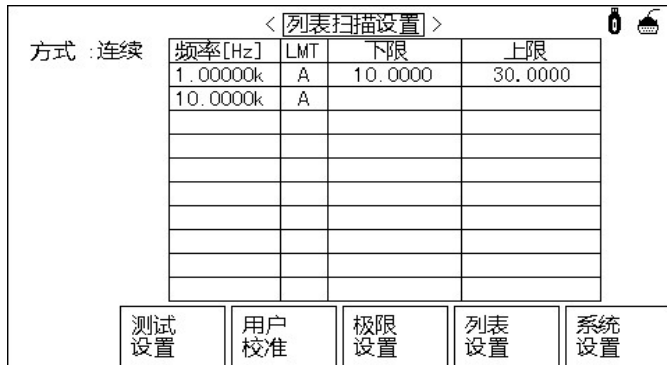 <列表扫描设置>
方式 :连续 频率[Hz] LMT 下限 上限
1.00000k A 10.0000 30.0000
10.0000k A
测试设置 用户校准 极限设置 列表设置 系统设置